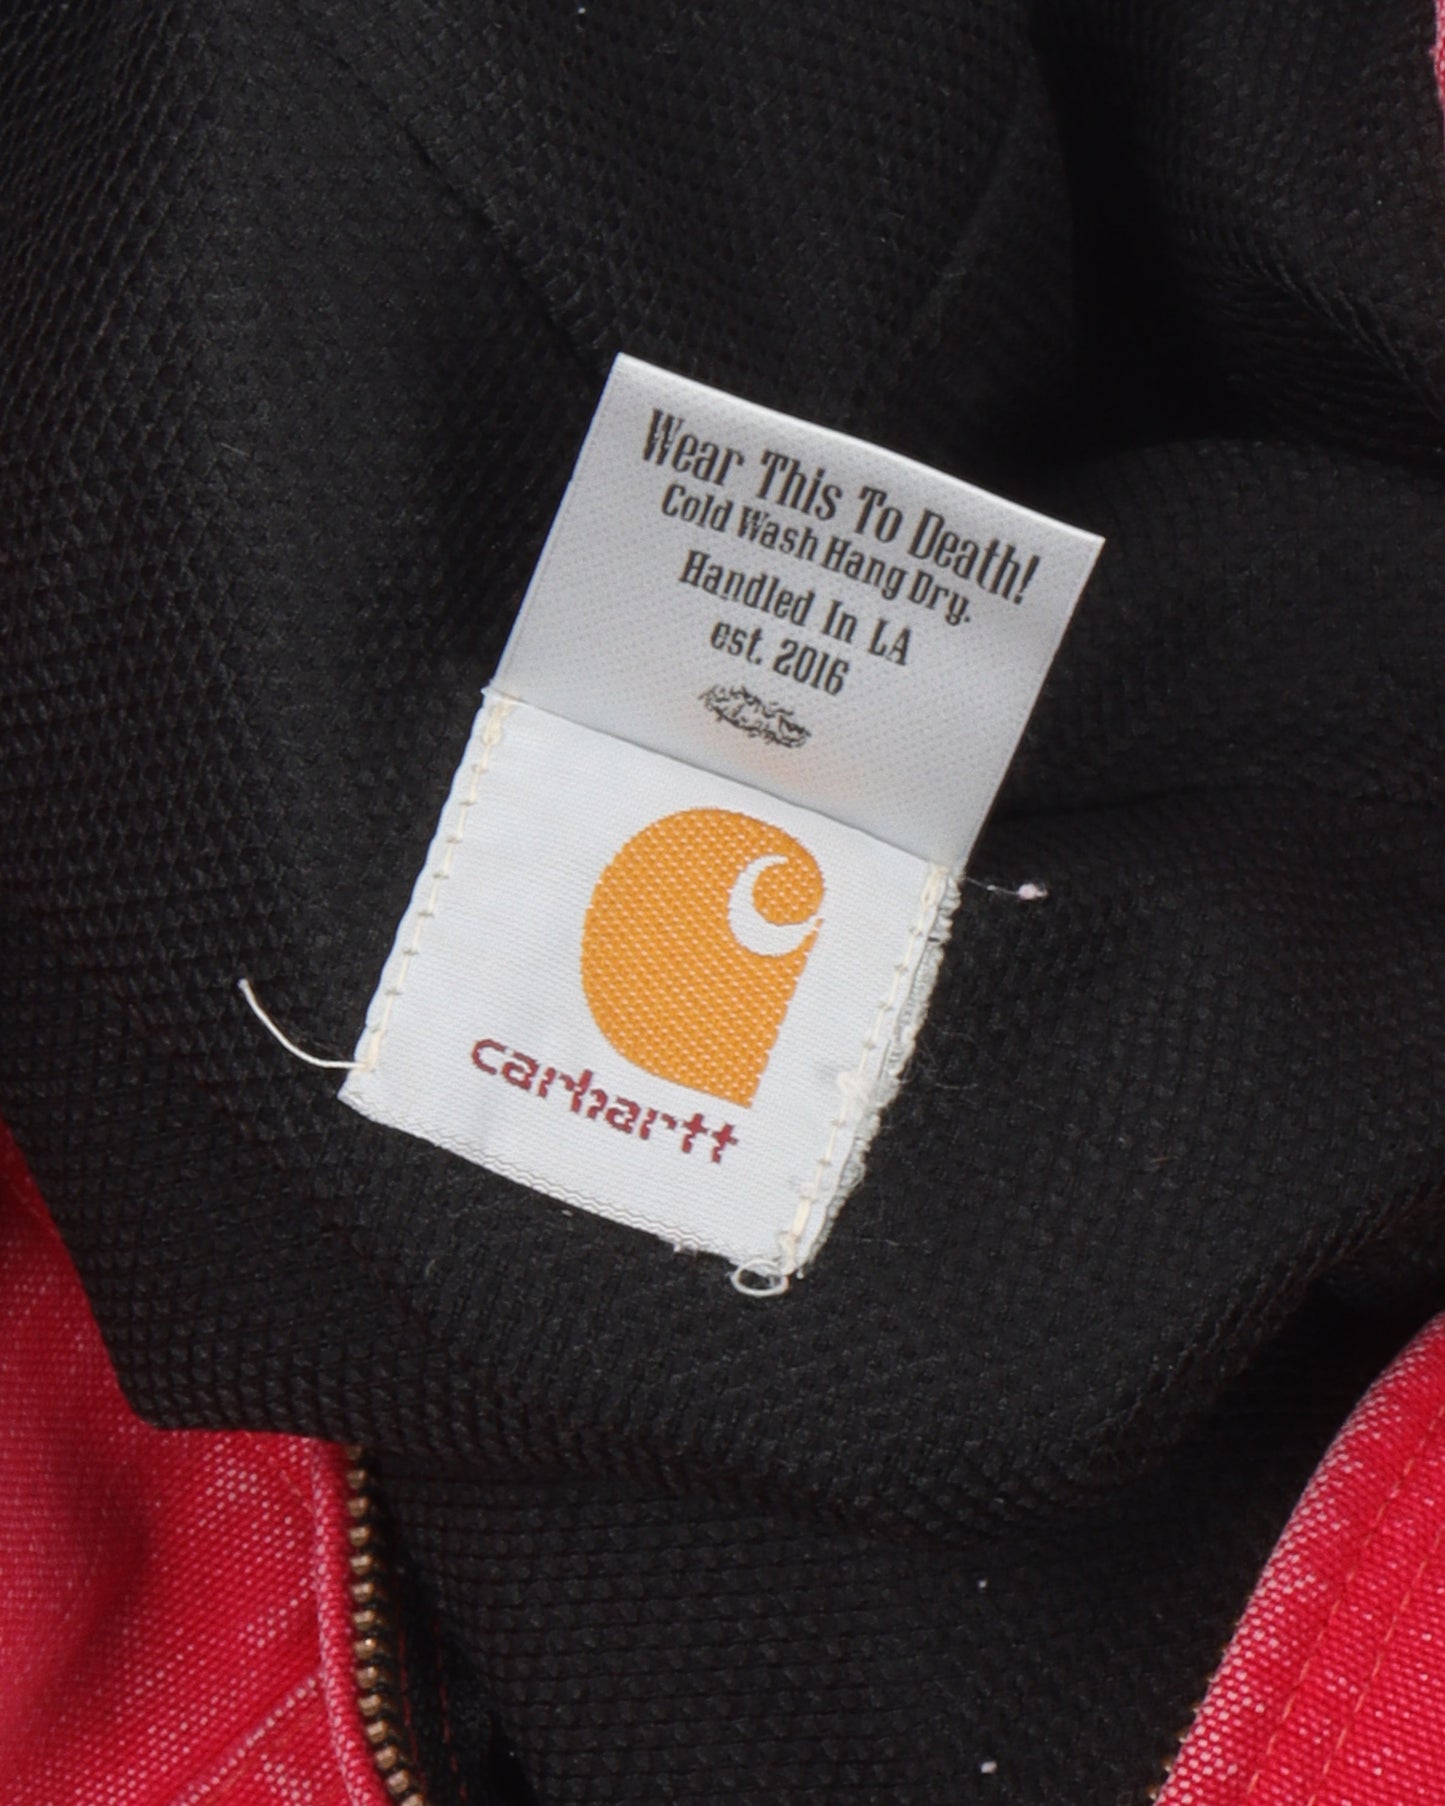 Wear This To Death!
Cold Wash Hang Dry.
Handled In LA
est. 2016
carhartt